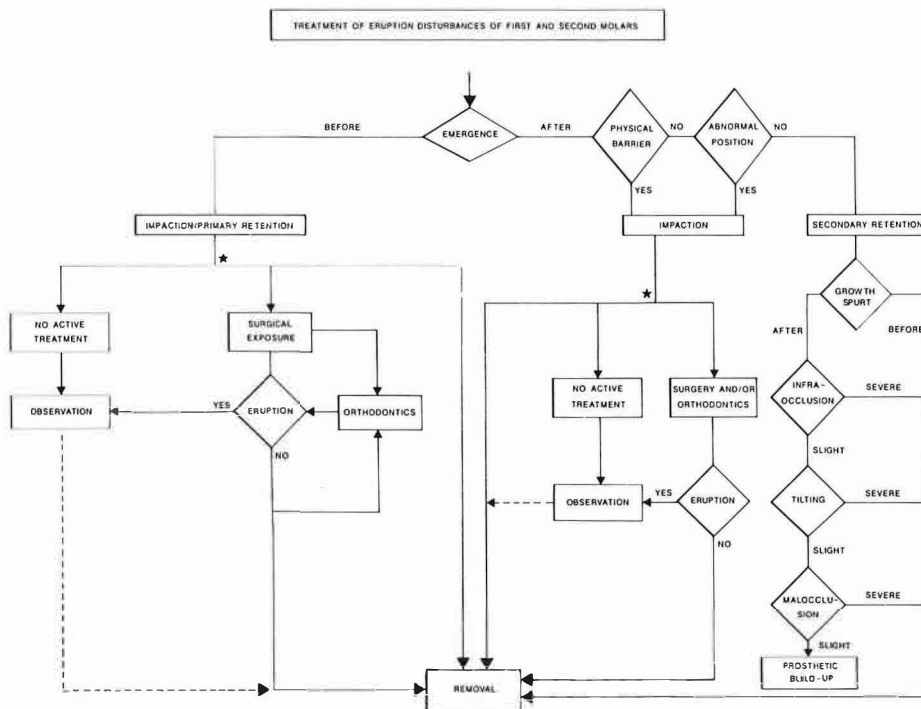 TREATMENT OF ERUPTION DISTURBANCES OF FIRST AND SECOND MOLARS
BEFORE
EMERGENCE
AFTER
PHYSICAL
BARRIER
NO
ABNORMAL
POSITION
NO
YES
YES
IMPACTION/PRIMARY RETENTION
IMPACTION
SECONDARY RETENTION
GROWTH
SPURT
AFTER
BEFORE
NO ACTIVE
TREATMENT
SURGICAL
EXPOSURE
OBSERVATION
YES
ERUPTION
ORTHODONTICS
NO
NO ACTIVE
TREATMENT
SURGERY AND/OR
ORTHODONTICS
INFRA-
OCCLUSION
SEVERE
SLIGHT
OBSERVATION
YES
ERUPTION
NO
TILTING
SEVERE
SLIGHT
MALOCCLU-
SION
SEVERE
SLIGHT
PROSTHETIC
BUILD-UP
REMOVAL